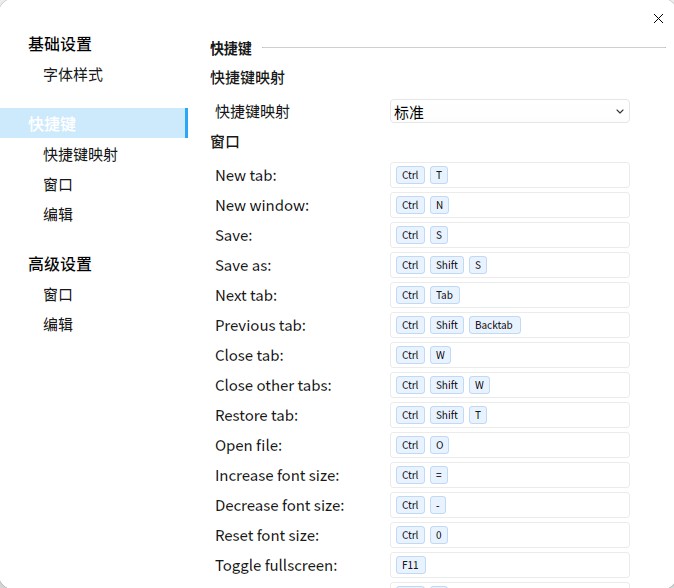 基础设置
字体样式
快捷键
快捷键映射
窗口
编辑
高级设置
窗口
编辑
快捷键
快捷键映射
快捷键映射 标准
窗口
New tab: Ctrl T
New window: Ctrl N
Save: Ctrl S
Save as: Ctrl Shift S
Next tab: Ctrl Tab
Previous tab: Ctrl Shift Backtab
Close tab: Ctrl W
Close other tabs: Ctrl Shift W
Restore tab: Ctrl Shift T
Open file: Ctrl O
Increase font size: Ctrl =
Decrease font size: Ctrl -
Reset font size: Ctrl 0
Toggle fullscreen: F11